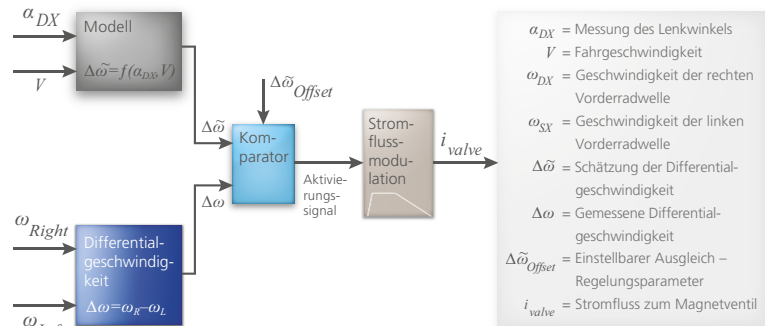 α_DX
V
Modell
Δω̃=f(α_DX,V)
Δω̃
Δω̃_Offset
Kom-
parator
Δω
Aktivie-
rungs-
signal
Strom-
fluss-
modu-
lation
i_valve
ω_Right
Differential-
geschwindig-
keit
Δω=ω_R–ω_L
α_DX = Messung des Lenkwinkels
V = Fahrgeschwindigkeit
ω_DX = Geschwindigkeit der rechten
Vorderradwelle
ω_SX = Geschwindigkeit der linken
Vorderradwelle
Δω̃ = Schätzung der Differential-
geschwindigkeit
Δω = Gemessene Differential-
geschwindigkeit
Δω̃_Offset = Einstellbarer Ausgleich –
Regelungsparameter
i_valve = Stromfluss zum Magnetventil